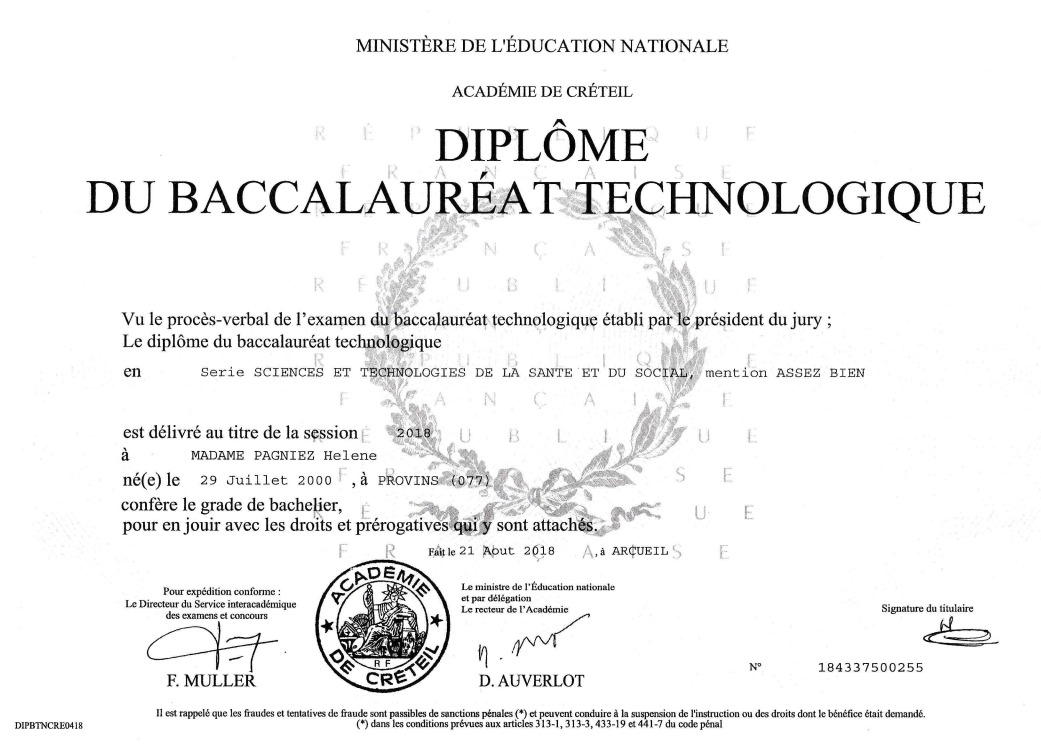 MINISTÈRE DE L'ÉDUCATION NATIONALE
ACADÉMIE DE CRÉTEIL
DIPLÔME
DU BACCALAURÉAT TECHNOLOGIQUE
RÉPUBLIQUE
FRANÇAISE
Vu le procès-verbal de l'examen du baccalauréat technologique établi par le président du jury ;
Le diplôme du baccalauréat technologique
en Serie SCIENCES ET TECHNOLOGIES DE LA SANTE ET DU SOCIAL, mention ASSEZ BIEN
est délivré au titre de la session 2018
à MADAME PAGNIEZ Helene
né(e) le 29 Juillet 2000 , à PROVINS (077)
confère le grade de bachelier,
pour en jouir avec les droits et prérogatives qui y sont attachés.
Fait le 21 Aout 2018 , à ARCUEIL
Pour expédition conforme :
Le Directeur du Service interacadémique
des examens et concours
F. MULLER
ACADÉMIE
DE CRÉTEIL
RF
Le ministre de l'Éducation nationale
et par délégation
Le recteur de l'Académie
D. AUVERLOT
Signature du titulaire
N° 184337500255
Il est rappelé que les fraudes et tentatives de fraude sont passibles de sanctions pénales (*) et peuvent conduire à la suspension de l'instruction ou des droits dont le bénéfice était demandé.
(*) dans les conditions prévues aux articles 313-1, 313-3, 433-19 et 441-7 du code pénal
DIPBTNCRE0418